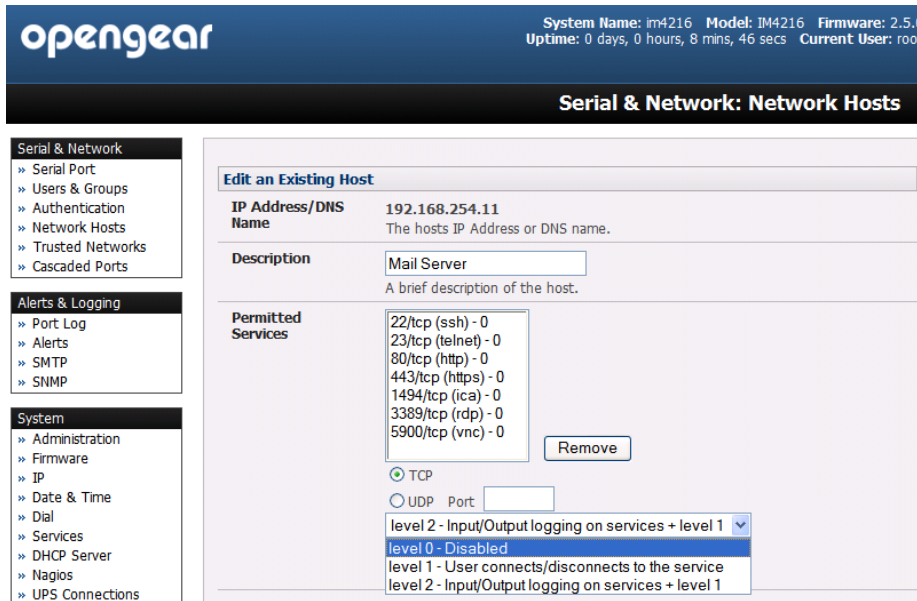 opengear
System Name: im4216 Model: IM4216 Firmware: 2.5.
Uptime: 0 days, 0 hours, 8 mins, 46 secs Current User: roo
Serial & Network: Network Hosts
Serial & Network
» Serial Port
» Users & Groups
» Authentication
» Network Hosts
» Trusted Networks
» Cascaded Ports
Alerts & Logging
» Port Log
» Alerts
» SMTP
» SNMP
System
» Administration
» Firmware
» IP
» Date & Time
» Dial
» Services
» DHCP Server
» Nagios
» UPS Connections
Edit an Existing Host
IP Address/DNS
Name
192.168.254.11
The hosts IP Address or DNS name.
Description
Mail Server
A brief description of the host.
Permitted
Services
22/tcp (ssh) - 0
23/tcp (telnet) - 0
80/tcp (http) - 0
443/tcp (https) - 0
1494/tcp (ica) - 0
3389/tcp (rdp) - 0
5900/tcp (vnc) - 0
Remove
TCP
UDP Port
level 2 - Input/Output logging on services + level 1
level 0 - Disabled
level 1 - User connects/disconnects to the service
level 2 - Input/Output logging on services + level 1